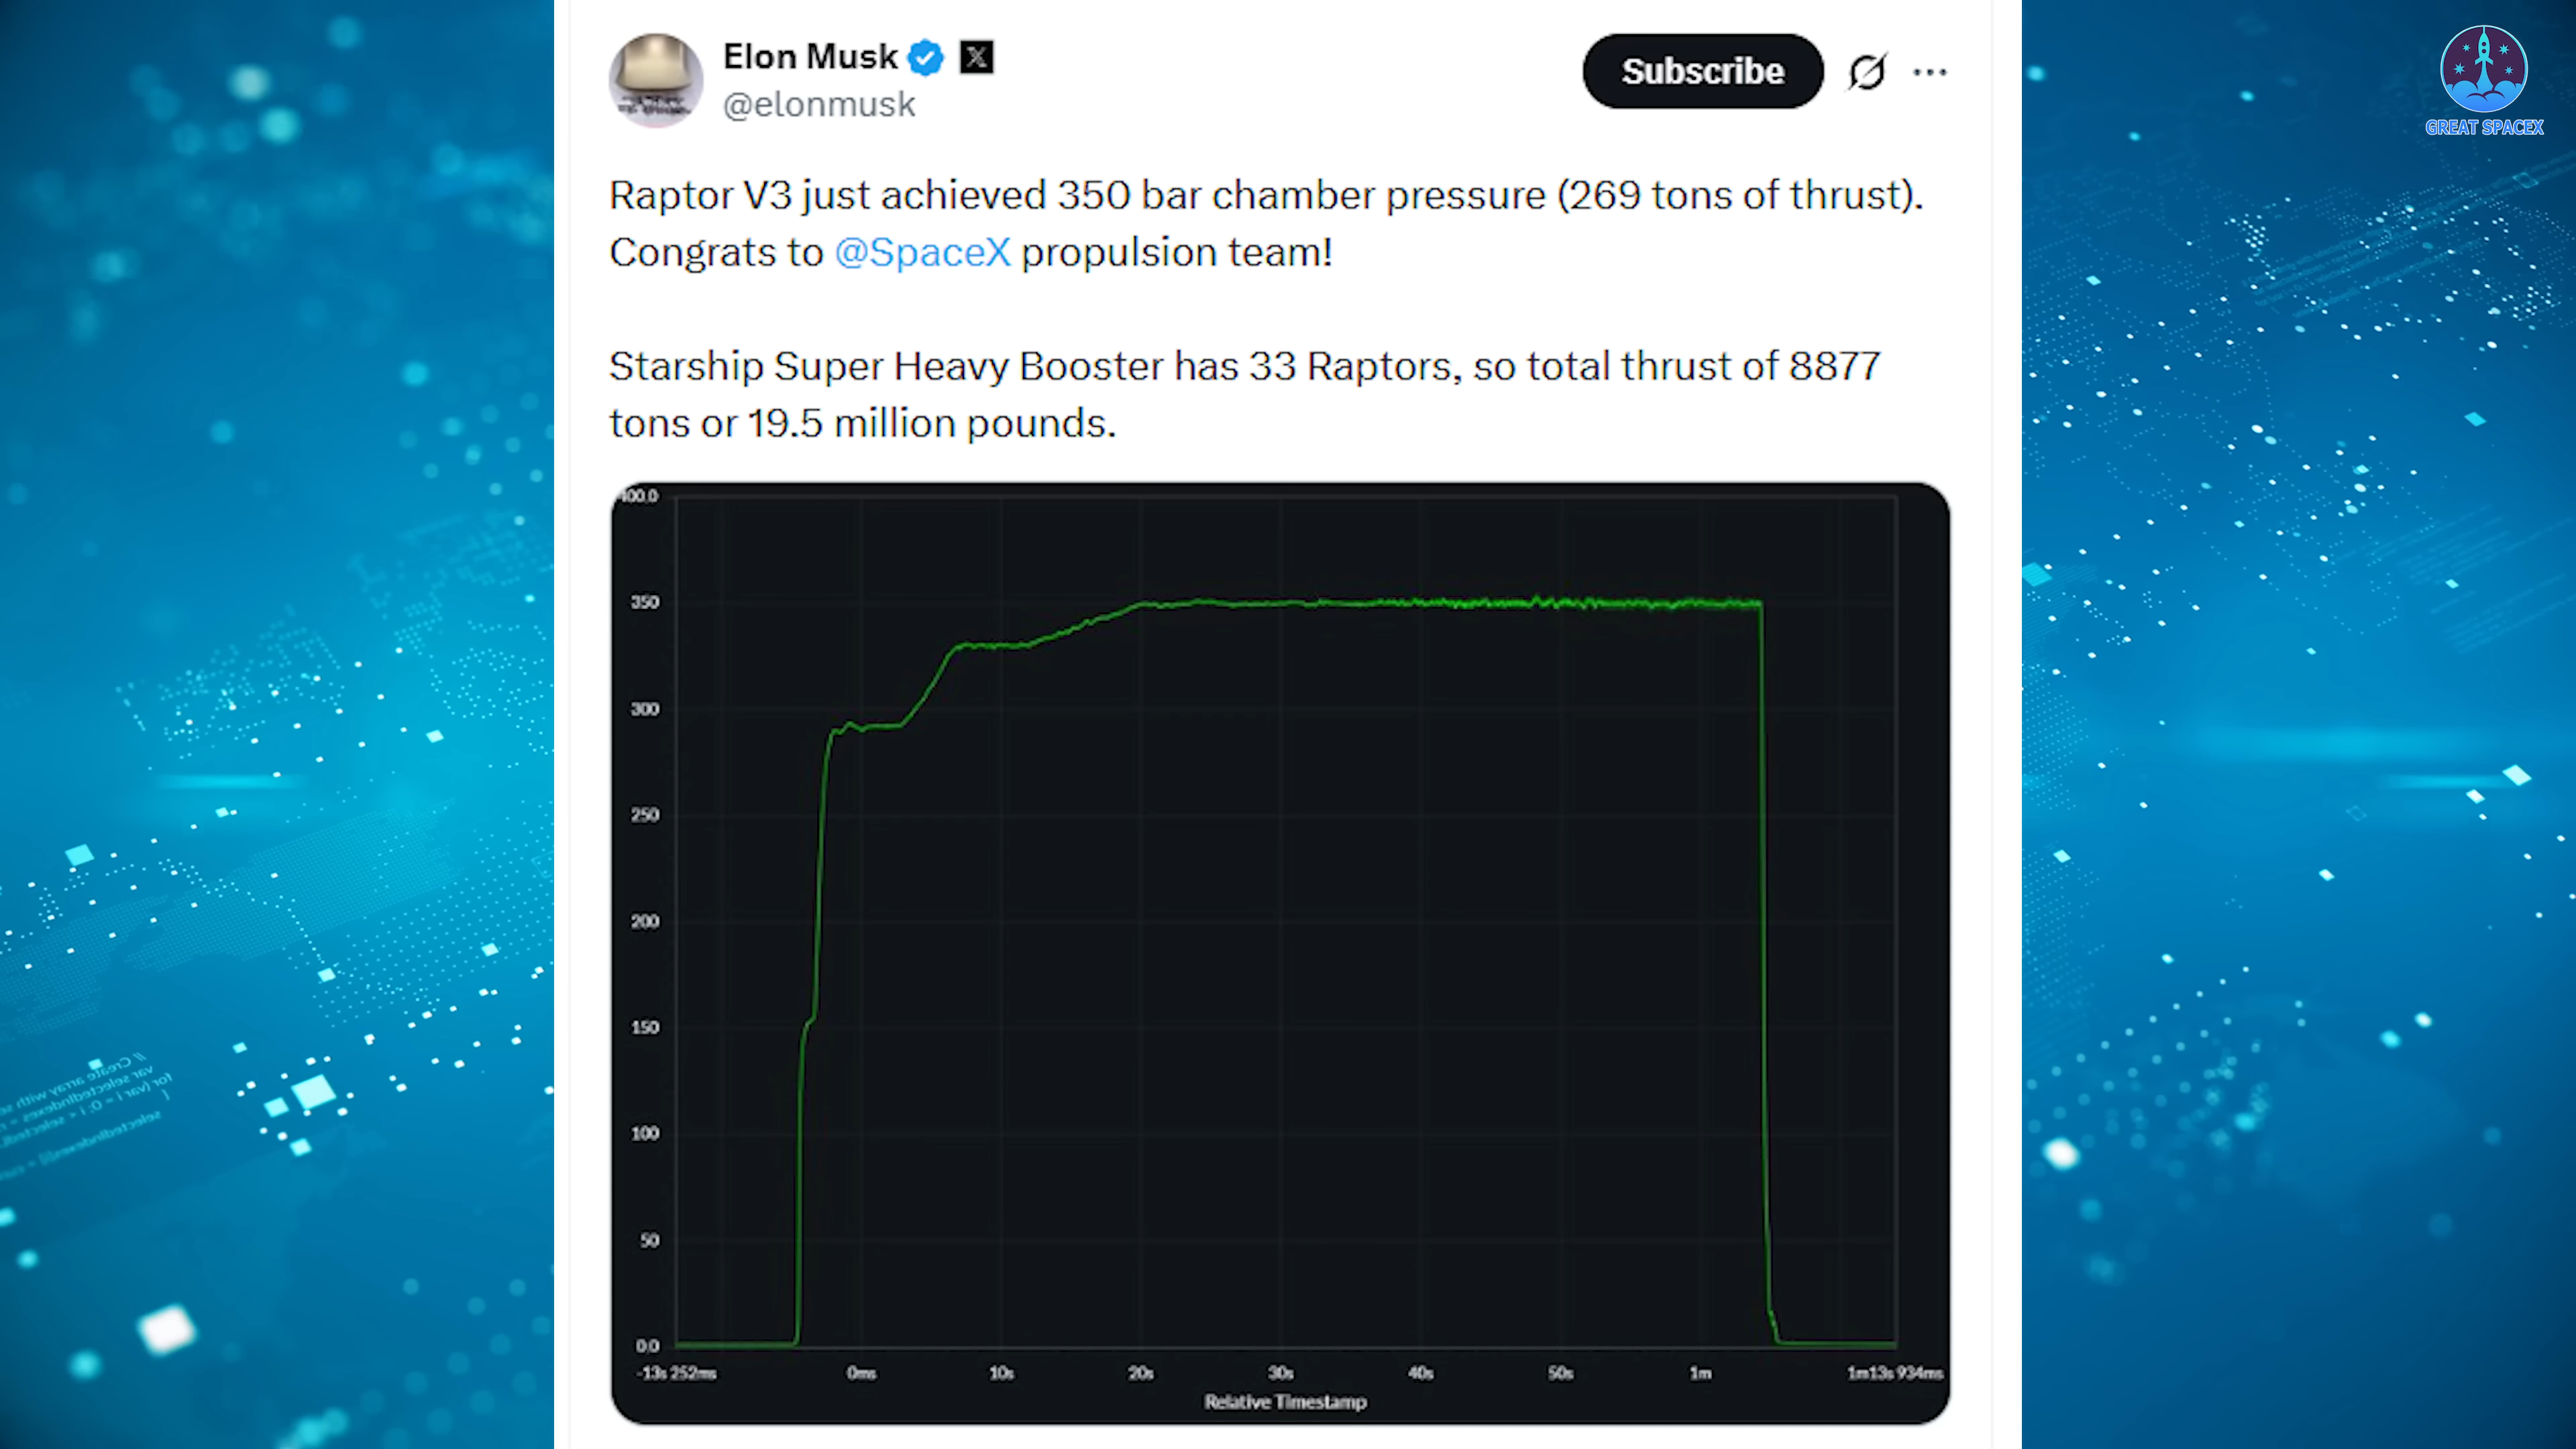 Elon Musk
@elonmusk
Subscribe
GREAT SPACEX
Raptor V3 just achieved 350 bar chamber pressure (269 tons of thrust).
Congrats to @SpaceX propulsion team!
Starship Super Heavy Booster has 33 Raptors, so total thrust of 8877
tons or 19.5 million pounds.
400.0
350
300
250
200
150
100
50
0.0
-13s 252ms 0ms 10s 20s 30s 40s 50s 1m 1m13s 934ms
Relative Timestamp